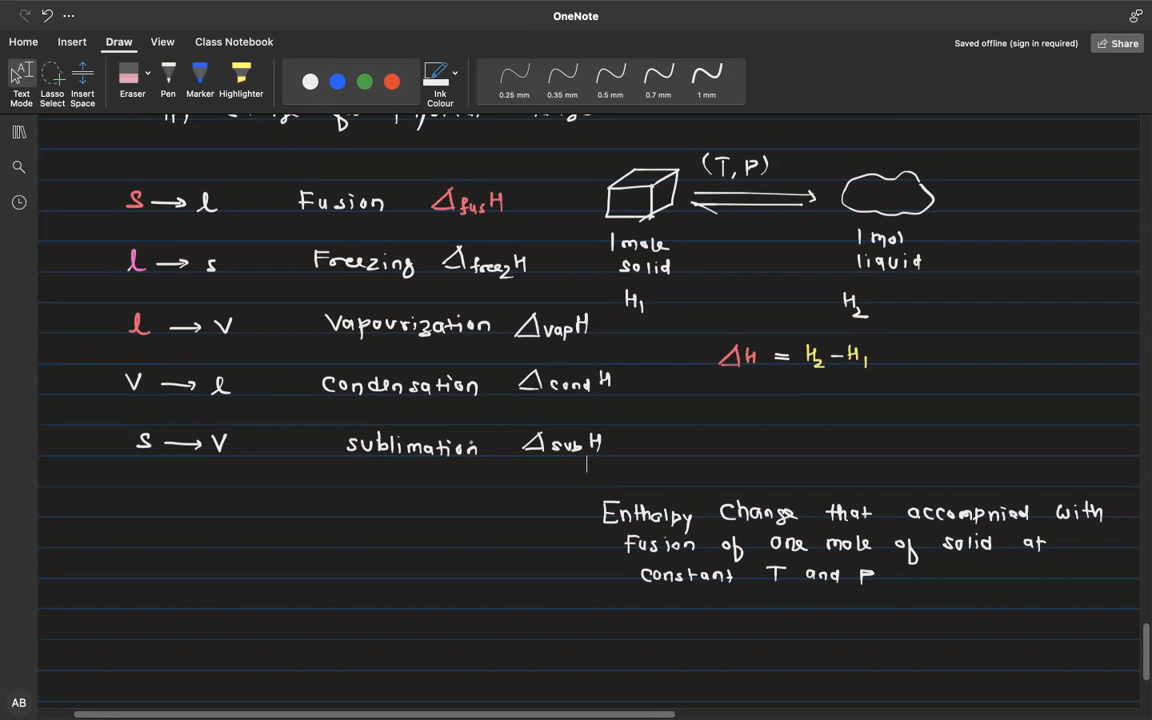 OneNote
Home Insert Draw View Class Notebook
Saved offline (sign in required) Share
Text Mode
Lasso Select
Insert Space
Eraser
Pen
Marker
Highlighter
Ink Colour
0.25 mm
0.35 mm
0.5 mm
0.7 mm
1 mm
S → l Fusion ΔfusH
l → s Freezing ΔfreezH
l → V Vapourization ΔvapH
V → l Condensation ΔcondH
S → V sublimation ΔsubH
(T, P)
1 mole
solid
H₁
1 mol
liquid
H₂
ΔH = H₂ – H₁
Enthalpy Change that accompnied with
Fusion of one mole of solid at
constant T and P
AB